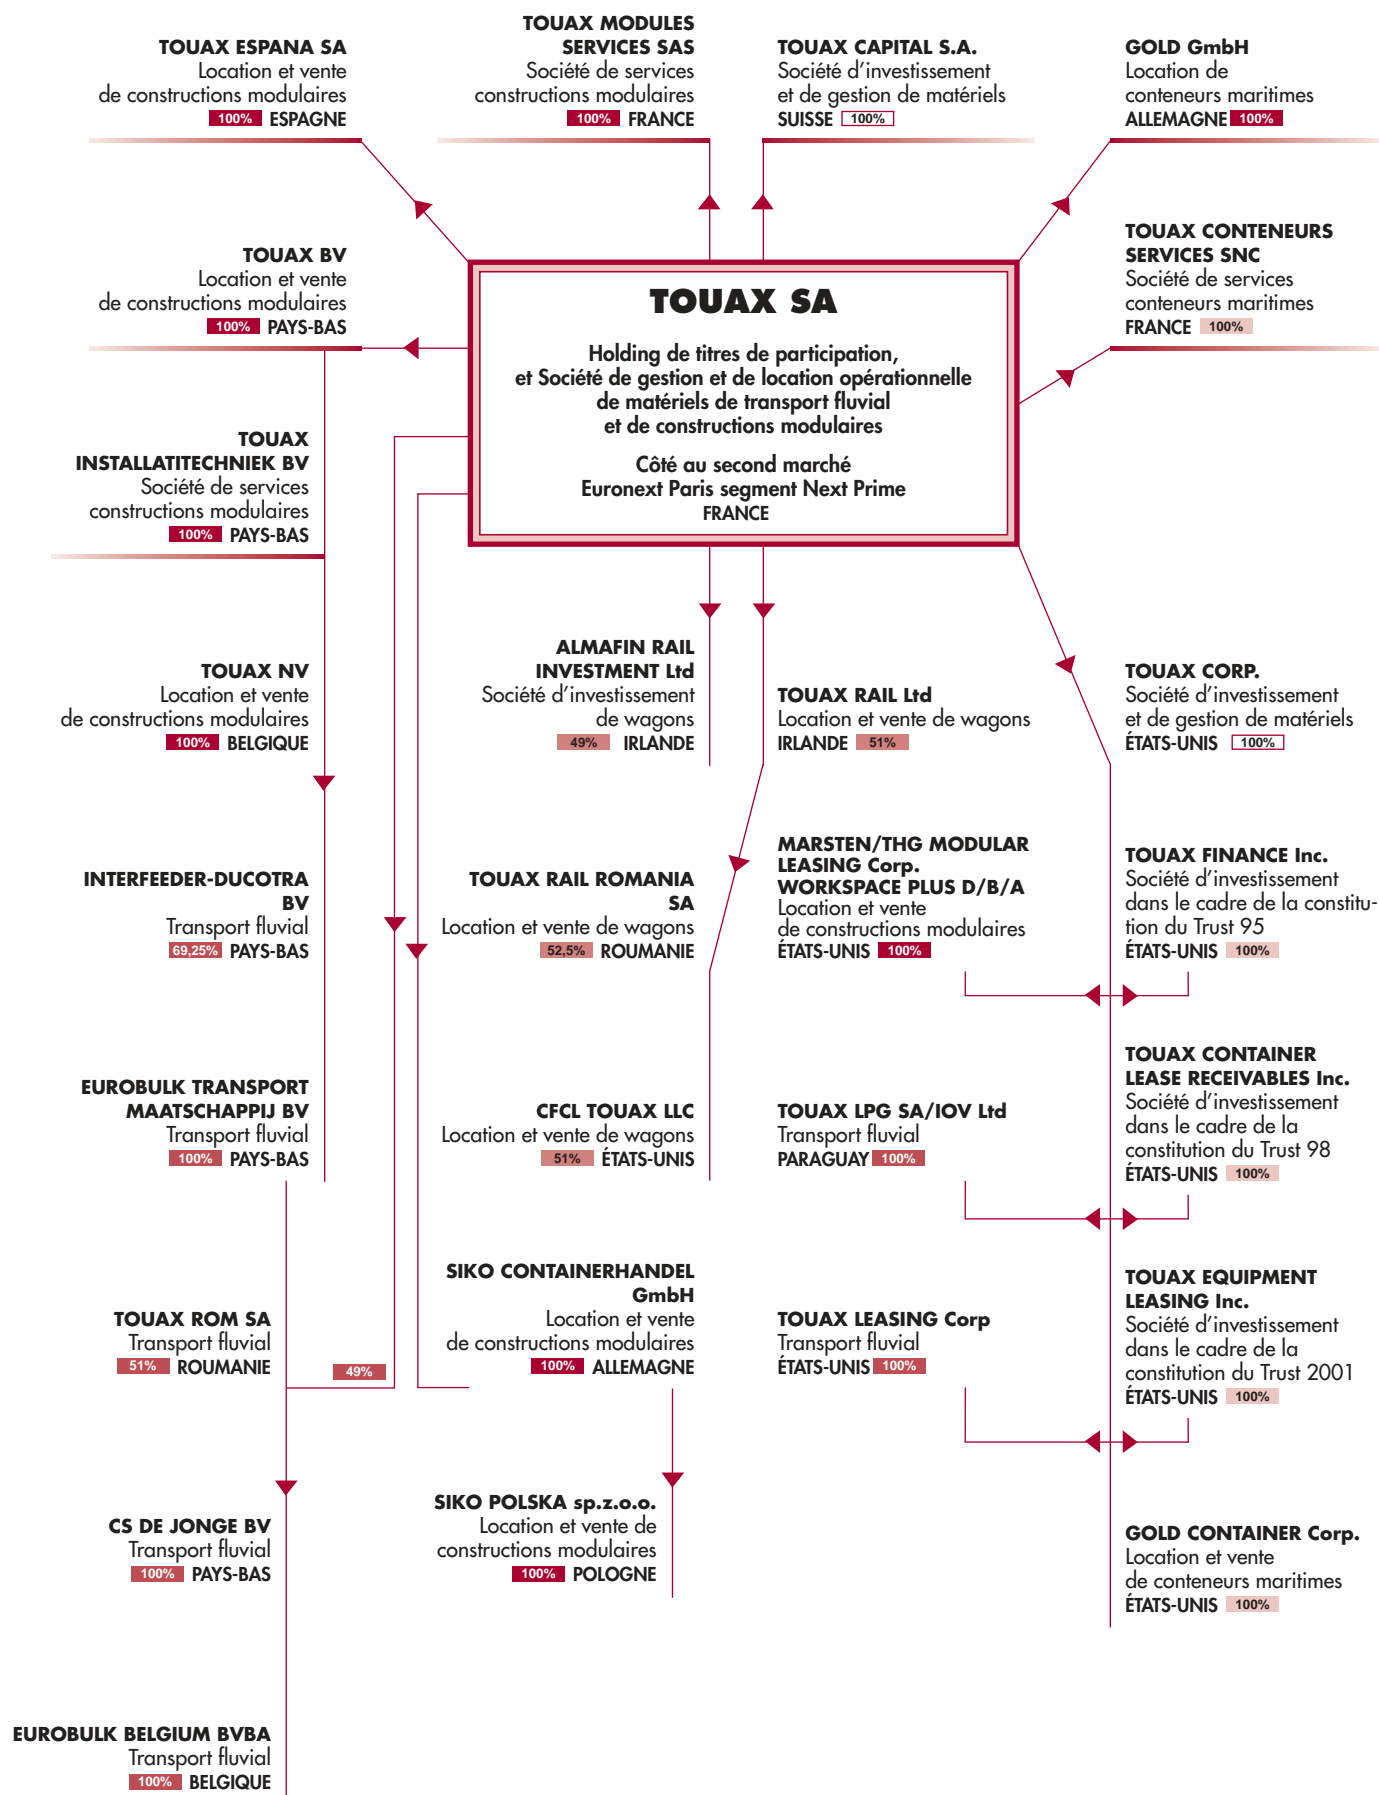 TOUAX ESPANA SA
Location et vente
de constructions modulaires
100% ESPAGNE
TOUAX MODULES
SERVICES SAS
Société de services
constructions modulaires
100% FRANCE
TOUAX CAPITAL S.A.
Société d'investissement
et de gestion de matériels
SUISSE 100%
GOLD GmbH
Location de
conteneurs maritimes
ALLEMAGNE 100%
TOUAX BV
Location et vente
de constructions modulaires
100% PAYS-BAS
TOUAX SA
Holding de titres de participation,
et Société de gestion et de location opérationnelle
de matériels de transport fluvial
et de constructions modulaires
Côté au second marché
Euronext Paris segment Next Prime
FRANCE
TOUAX CONTENEURS
SERVICES SNC
Société de services
conteneurs maritimes
FRANCE 100%
TOUAX
INSTALLATITECHNIEK BV
Société de services
constructions modulaires
100% PAYS-BAS
TOUAX NV
Location et vente
de constructions modulaires
100% BELGIQUE
ALMAFIN RAIL
INVESTMENT Ltd
Société d'investissement
de wagons
49% IRLANDE
TOUAX RAIL Ltd
Location et vente de wagons
IRLANDE 51%
TOUAX CORP.
Société d'investissement
et de gestion de matériels
ÉTATS-UNIS 100%
INTERFEEDER-DUCOTRA
BV
Transport fluvial
69,25% PAYS-BAS
TOUAX RAIL ROMANIA
SA
Location et vente de wagons
52,5% ROUMANIE
MARSTEN/THG MODULAR
LEASING Corp.
WORKSPACE PLUS D/B/A
Location et vente
de constructions modulaires
ÉTATS-UNIS 100%
TOUAX FINANCE Inc.
Société d'investissement
dans le cadre de la constitu-
tion du Trust 95
ÉTATS-UNIS 100%
EUROBULK TRANSPORT
MAATSCHAPPIJ BV
Transport fluvial
100% PAYS-BAS
CFCL TOUAX LLC
Location et vente de wagons
51% ÉTATS-UNIS
TOUAX LPG SA/IOV Ltd
Transport fluvial
PARAGUAY 100%
TOUAX CONTAINER
LEASE RECEIVABLES Inc.
Société d'investissement
dans le cadre de la
constitution du Trust 98
ÉTATS-UNIS 100%
TOUAX ROM SA
Transport fluvial
51% ROUMANIE
49%
SIKO CONTAINERHANDEL
GmbH
Location et vente
de constructions modulaires
100% ALLEMAGNE
TOUAX LEASING Corp
Transport fluvial
ÉTATS-UNIS 100%
TOUAX EQUIPMENT
LEASING Inc.
Société d'investissement
dans le cadre de la
constitution du Trust 2001
ÉTATS-UNIS 100%
CS DE JONGE BV
Transport fluvial
100% PAYS-BAS
SIKO POLSKA sp.z.o.o.
Location et vente de
constructions modulaires
100% POLOGNE
GOLD CONTAINER Corp.
Location et vente
de conteneurs maritimes
ÉTATS-UNIS 100%
EUROBULK BELGIUM BVBA
Transport fluvial
100% BELGIQUE